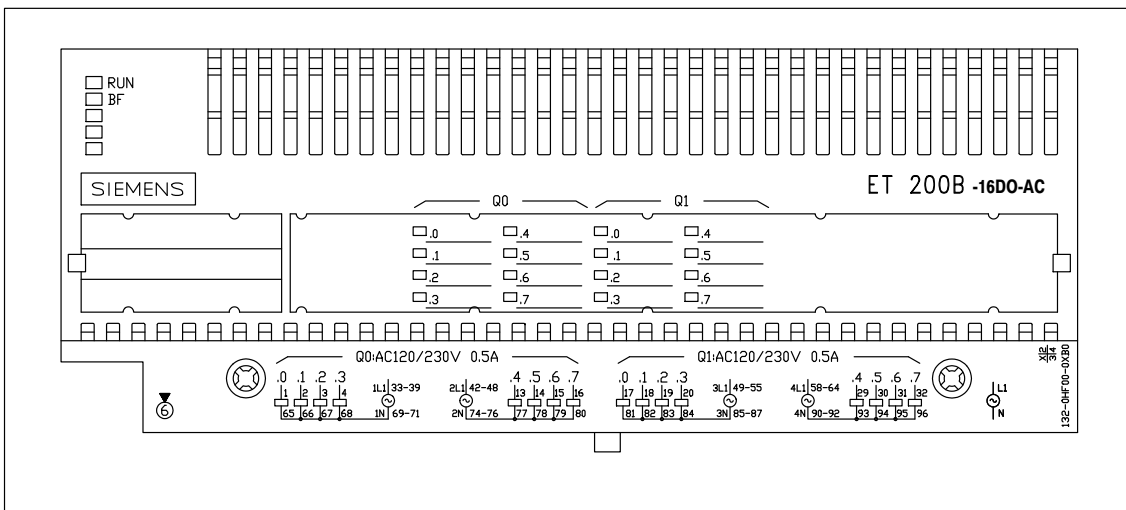 RUN
BF
SIEMENS
ET 200B -16DO-AC
Q0 Q1
.0 .4 .0 .4
.1 .5 .1 .5
.2 .6 .2 .6
.3 .7 .3 .7
Q0:AC120/230V 0.5A Q1:AC120/230V 0.5A
.0 .1 .2 .3 .4 .5 .6 .7 .0 .1 .2 .3 .4 .5 .6 .7
1 2 3 4 1L1 33-39 2L1 42-48 13 14 15 16 17 18 19 20 3L1 49-55 4L1 58-64 29 30 31 32 L1
65 66 67 68 1N 69-71 2N 74-76 77 78 79 80 81 82 83 84 3N 85-87 4N 90-92 93 94 95 96 N
6
X 2
3 4
132-0HF00-0XB0